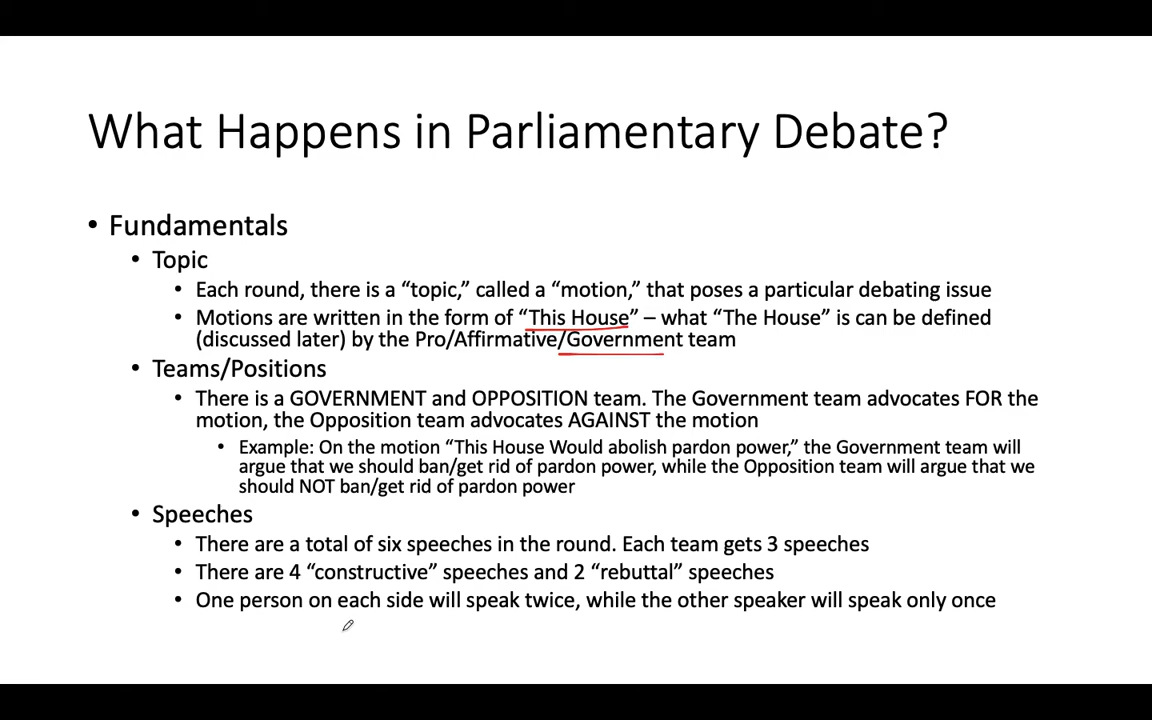 What Happens in Parliamentary Debate?
• Fundamentals
• Topic
• Each round, there is a “topic,” called a “motion,” that poses a particular debating issue
• Motions are written in the form of “This House” – what “The House” is can be defined
(discussed later) by the Pro/Affirmative/Government team
• Teams/Positions
• There is a GOVERNMENT and OPPOSITION team. The Government team advocates FOR the
motion, the Opposition team advocates AGAINST the motion
• Example: On the motion “This House Would abolish pardon power,” the Government team will
argue that we should ban/get rid of pardon power, while the Opposition team will argue that we
should NOT ban/get rid of pardon power
• Speeches
• There are a total of six speeches in the round. Each team gets 3 speeches
• There are 4 “constructive” speeches and 2 “rebuttal” speeches
• One person on each side will speak twice, while the other speaker will speak only once